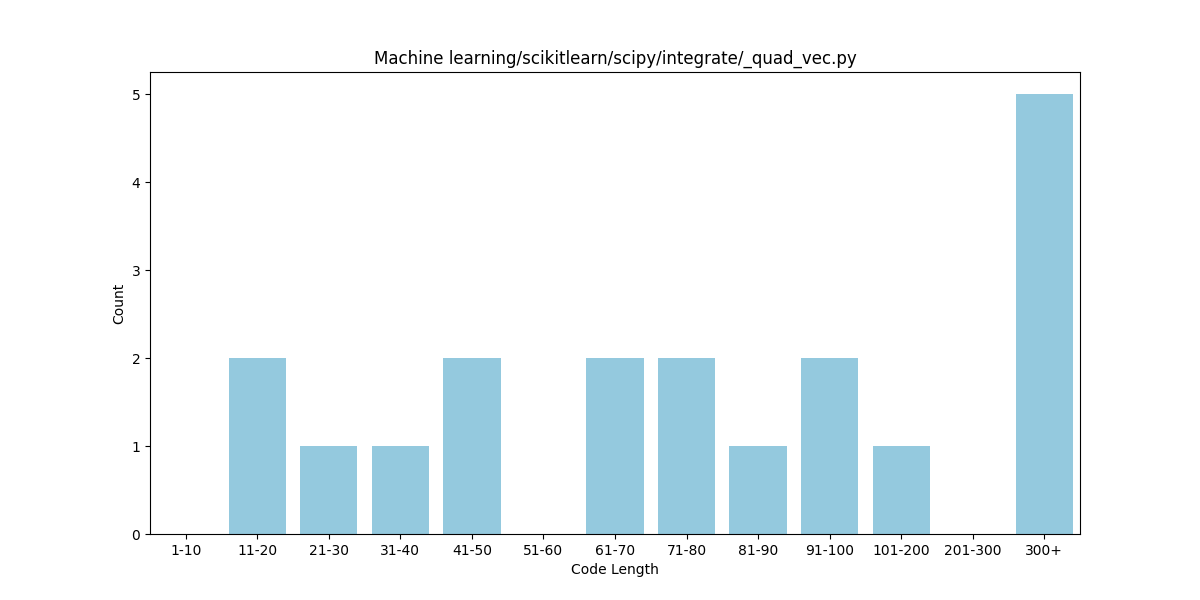 Machine learning/scikitlearn/scipy/integrate/_quad_vec.py
5
4
3
2
1
0
Count
1-10 11-20 21-30 31-40 41-50 51-60 61-70 71-80 81-90 91-100 101-200 201-300 300+
Code Length